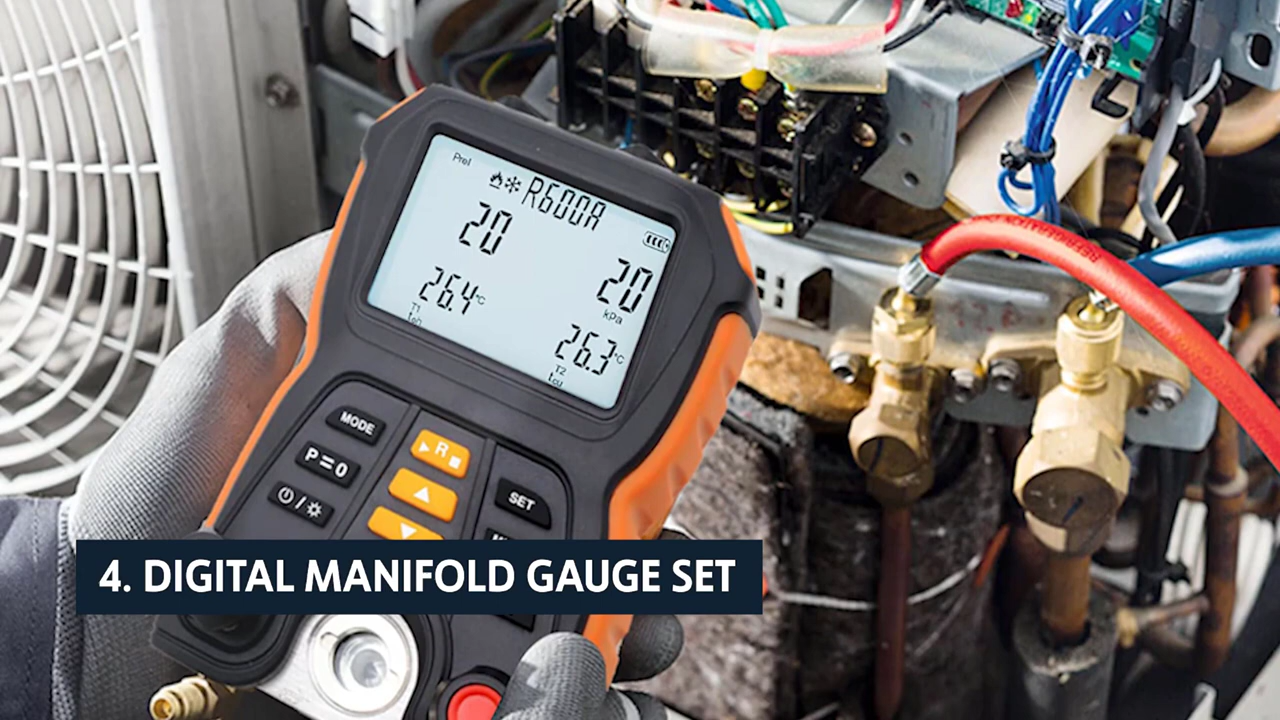 Prel
R600A
20
20
kPa
26.4°C
T1
26.3°C
T2
MODE
P=0
R
SET
REFRIGERATION
4. DIGITAL MANIFOLD GAUGE SET